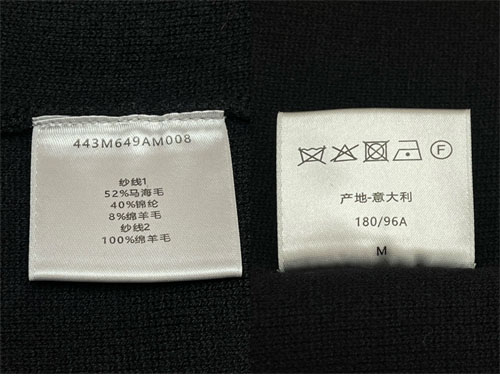 443M649AM008
纱线1
52%马海毛
40%锦纶
8%绵羊毛
纱线2
100%绵羊毛
F
产地-意大利
180/96A
M